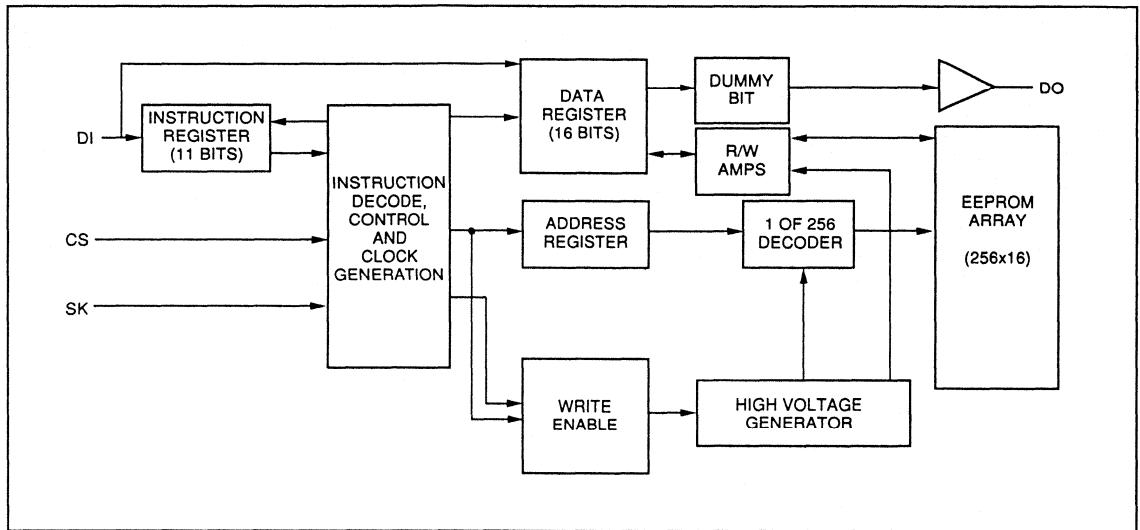 DI
INSTRUCTION
REGISTER
(11 BITS)
CS
SK
INSTRUCTION
DECODE,
CONTROL
AND
CLOCK
GENERATION
DATA
REGISTER
(16 BITS)
DUMMY
BIT
DO
R/W
AMPS
ADDRESS
REGISTER
1 OF 256
DECODER
EEPROM
ARRAY
(256x16)
WRITE
ENABLE
HIGH VOLTAGE
GENERATOR